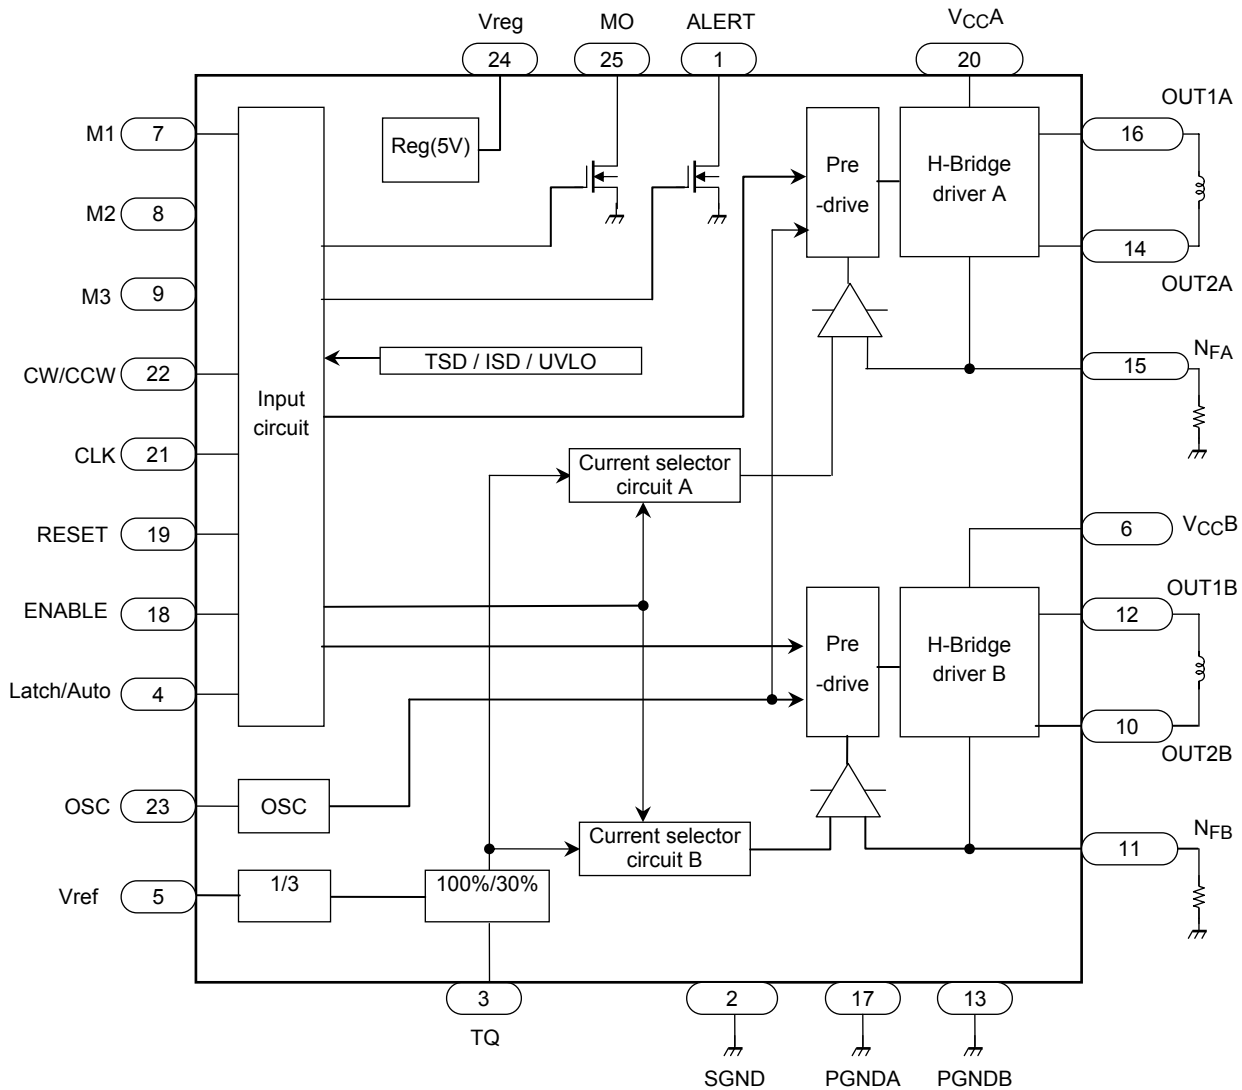 Vreg
MO
ALERT
VCCA
24
25
1
20
M1
7
M2
8
M3
9
CW/CCW
22
CLK
21
RESET
19
ENABLE
18
Latch/Auto
4
OSC
23
Vref
5
Input
circuit
Reg(5V)
TSD / ISD / UVLO
Pre
-drive
H-Bridge
driver A
OUT1A
16
14
OUT2A
NFA
15
Current selector
circuit A
6
VCCB
Pre
-drive
H-Bridge
driver B
OUT1B
12
10
OUT2B
NFB
11
OSC
Current selector
circuit B
1/3
100%/30%
3
TQ
2
SGND
17
PGNDA
13
PGNDB